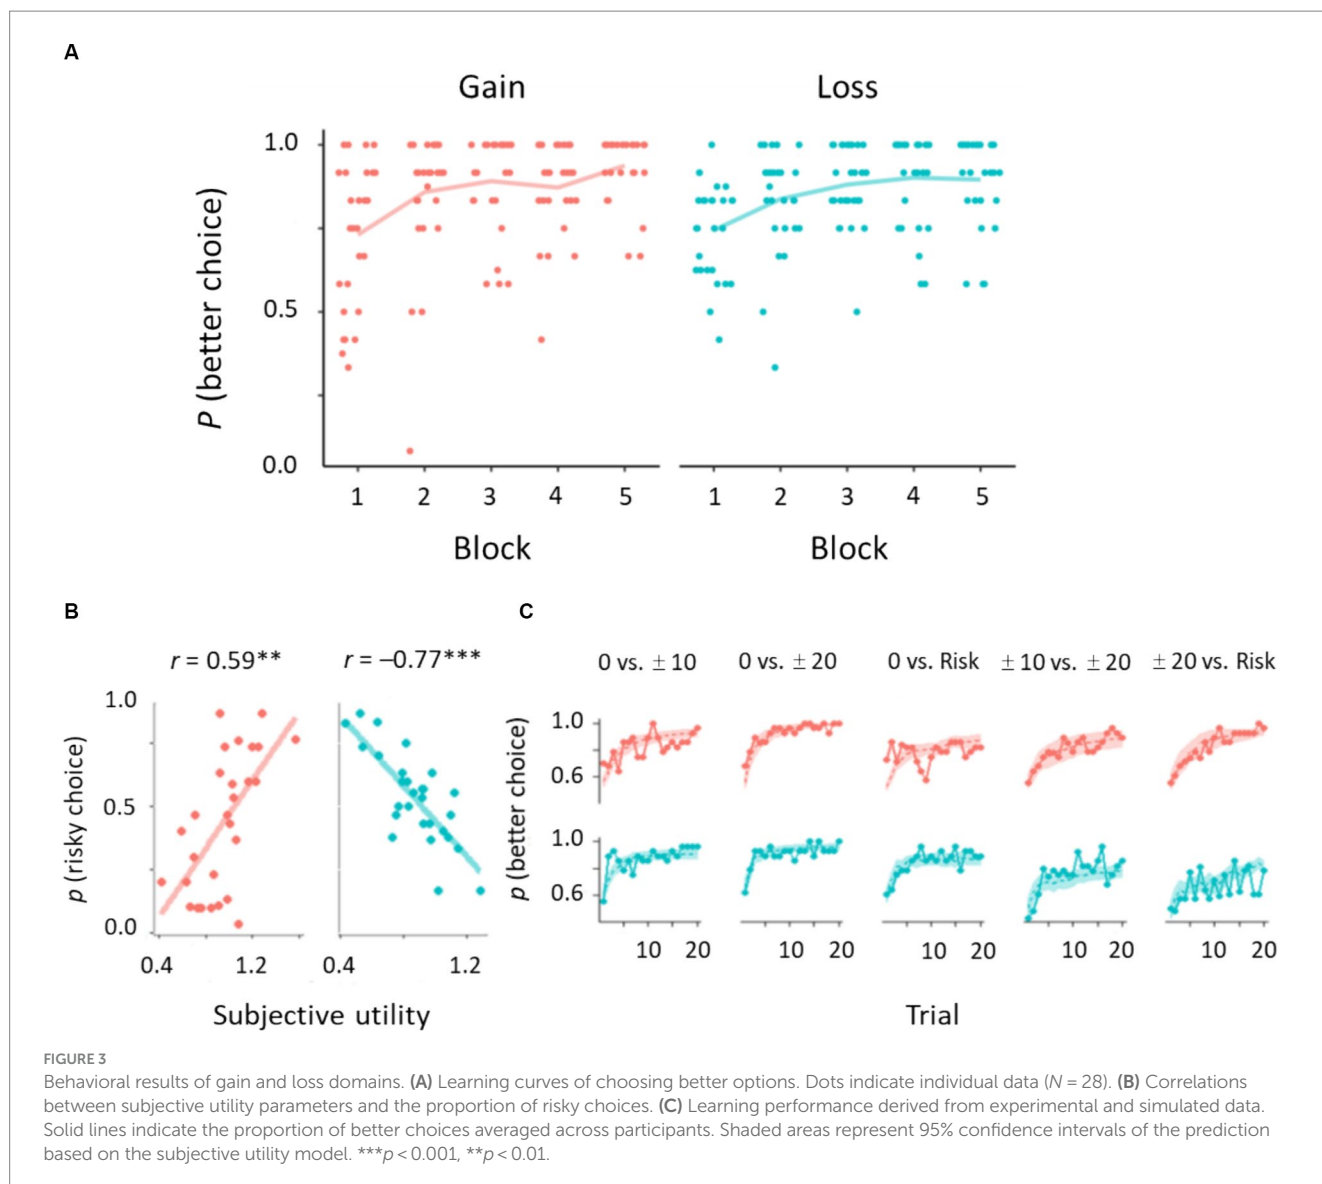 A
Gain
Loss
P (better choice)
1.0
0.5
0.0
1 2 3 4 5
1 2 3 4 5
Block
Block
B
r = 0.59**
r = –0.77***
p (risky choice)
1.0
0.5
0.0
0.4 1.2
0.4 1.2
Subjective utility
C
0 vs. ± 10
0 vs. ± 20
0 vs. Risk
± 10 vs. ± 20
± 20 vs. Risk
p (better choice)
1.0
0.6
1.0
0.6
10 20
10 20
10 20
10 20
10 20
Trial
FIGURE 3
Behavioral results of gain and loss domains. (A) Learning curves of choosing better options. Dots indicate individual data (N = 28). (B) Correlations
between subjective utility parameters and the proportion of risky choices. (C) Learning performance derived from experimental and simulated data.
Solid lines indicate the proportion of better choices averaged across participants. Shaded areas represent 95% confidence intervals of the prediction
based on the subjective utility model. ***p < 0.001, **p < 0.01.